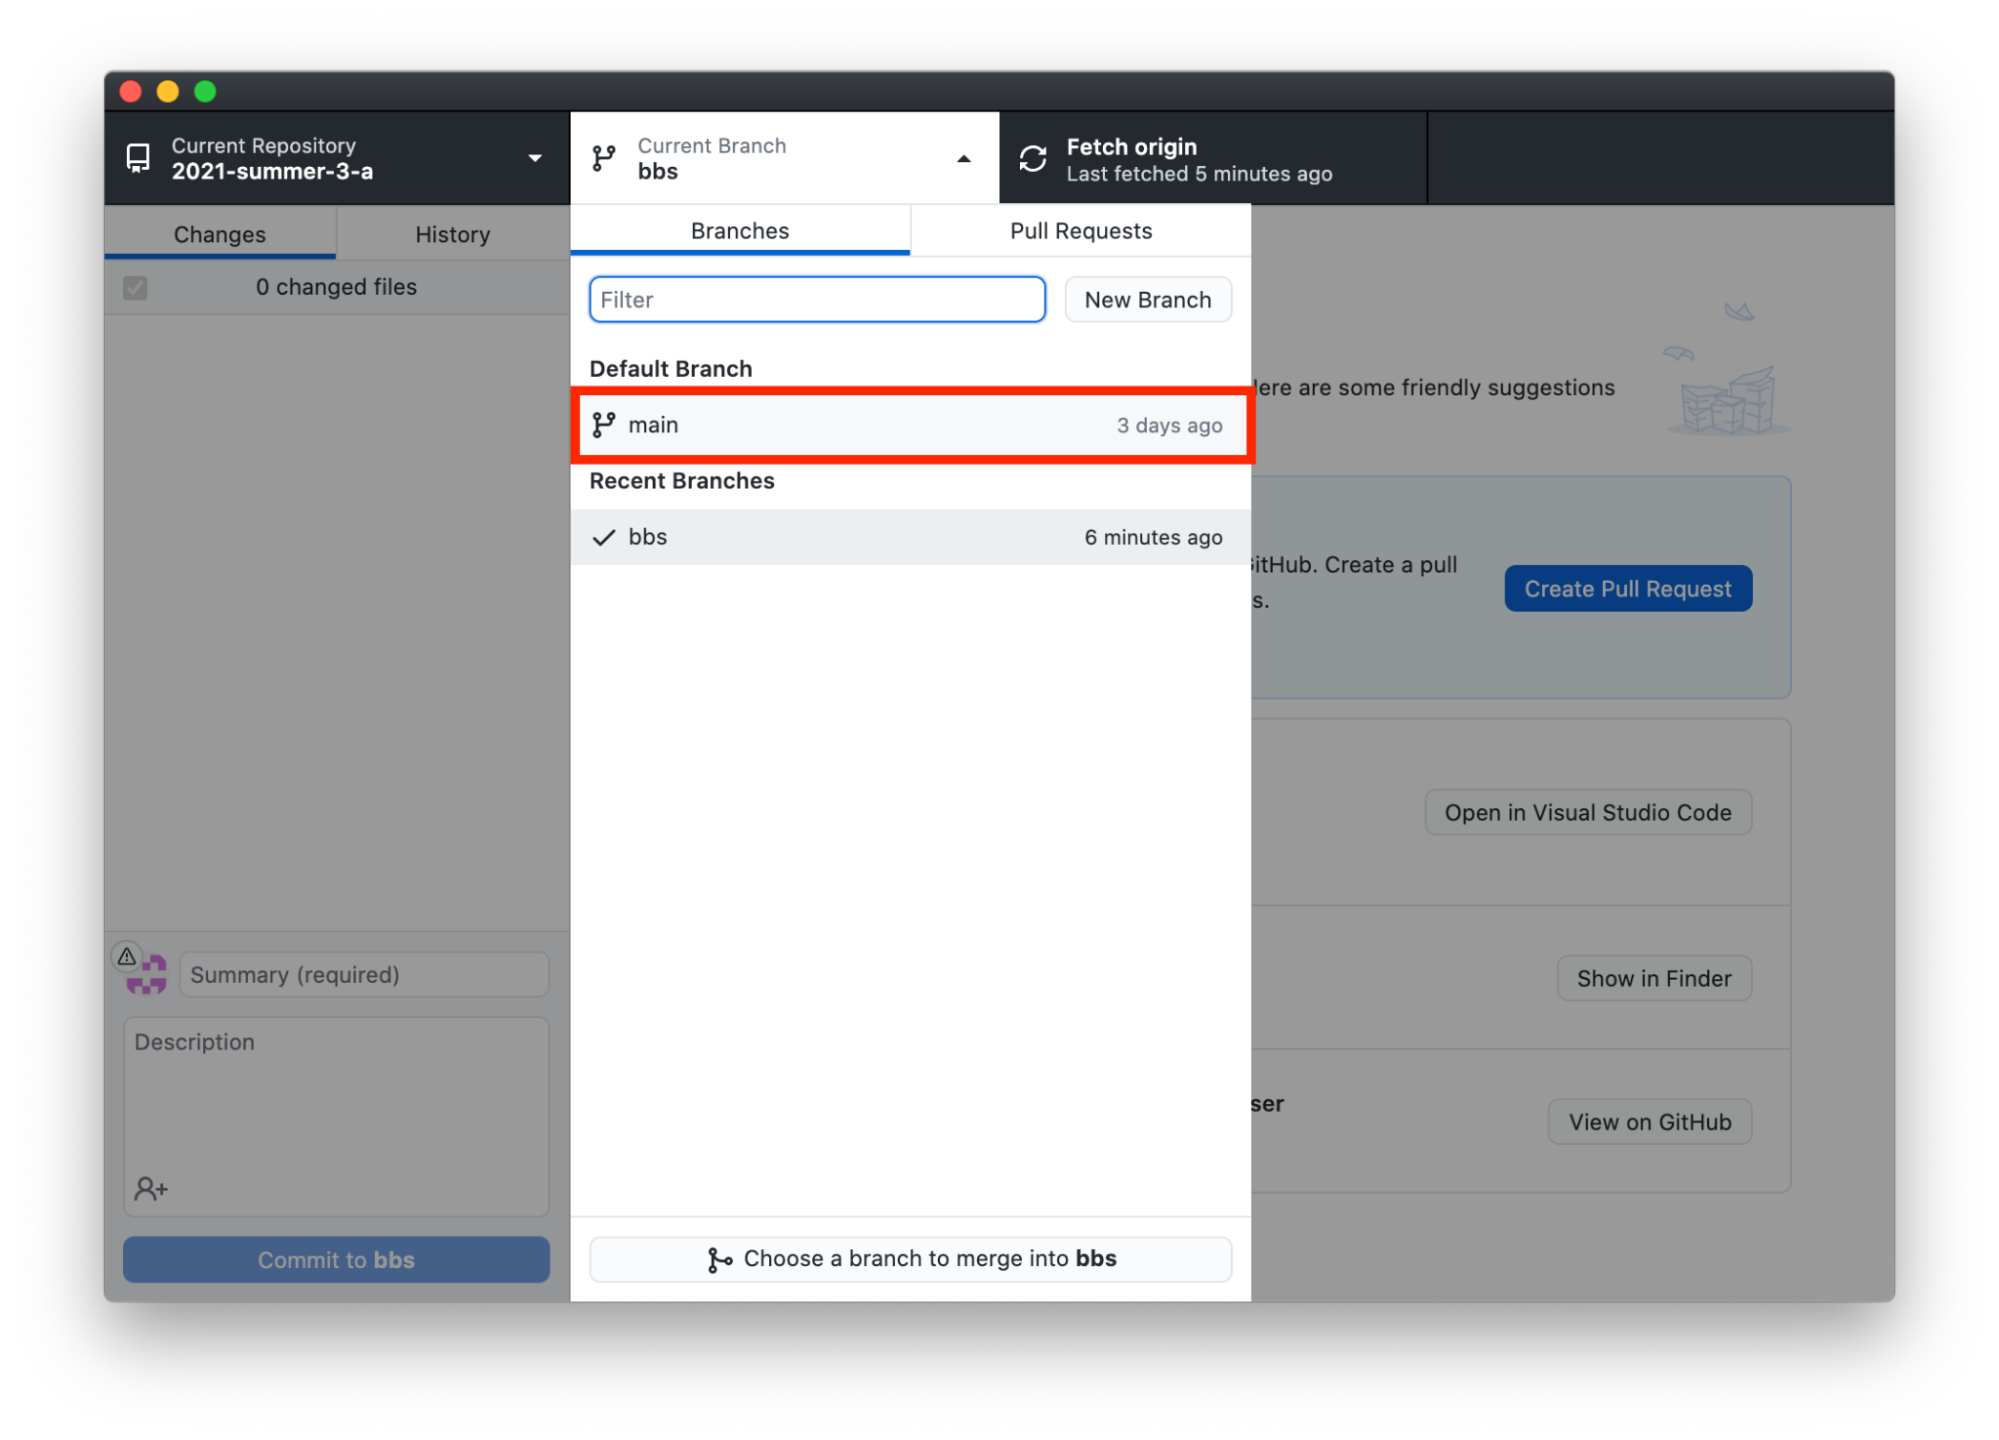 Current Repository
2021-summer-3-a
Current Branch
bbs
Fetch origin
Last fetched 5 minutes ago
Changes
History
0 changed files
Branches
Pull Requests
Filter
New Branch
Default Branch
main
3 days ago
Recent Branches
bbs
6 minutes ago
are some friendly suggestions
Create a pull
Create Pull Request
Open in Visual Studio Code
Show in Finder
View on GitHub
Summary (required)
Description
Commit to bbs
Choose a branch to merge into bbs